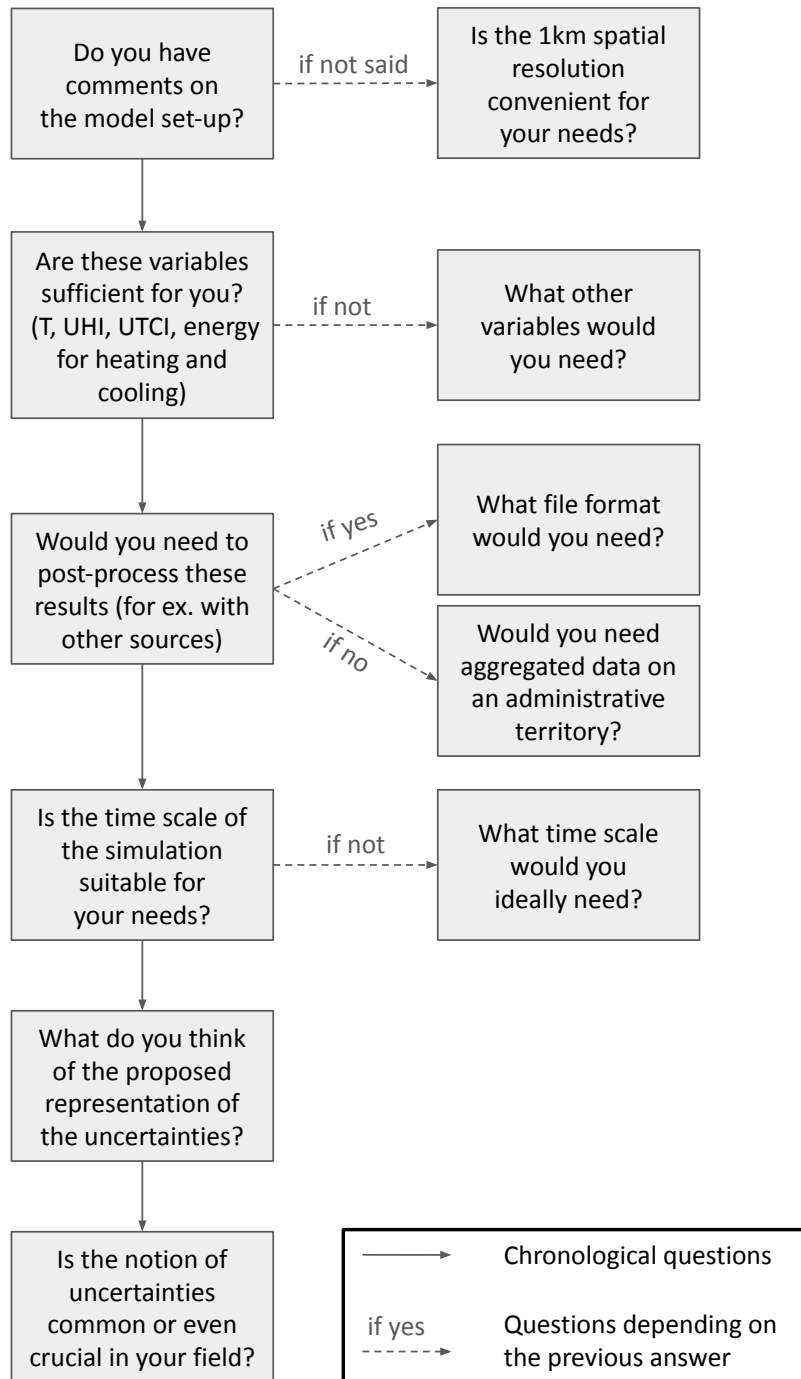 Do you have
comments on
the model set-up?
if not said
Is the 1km spatial
resolution
convenient for
your needs?
Are these variables
sufficient for you?
(T, UHI, UTCI, energy
for heating and
cooling)
if not
What other
variables would
you need?
Would you need to
post-process these
results (for ex. with
other sources)
if yes
What file format
would you need?
if no
Would you need
aggregated data on
an administrative
territory?
Is the time scale of
the simulation
suitable for
your needs?
if not
What time scale
would you
ideally need?
What do you think
of the proposed
representation of
the uncertainties?
Is the notion of
uncertainties
common or even
crucial in your field?
Chronological questions
if yes
Questions depending on
the previous answer